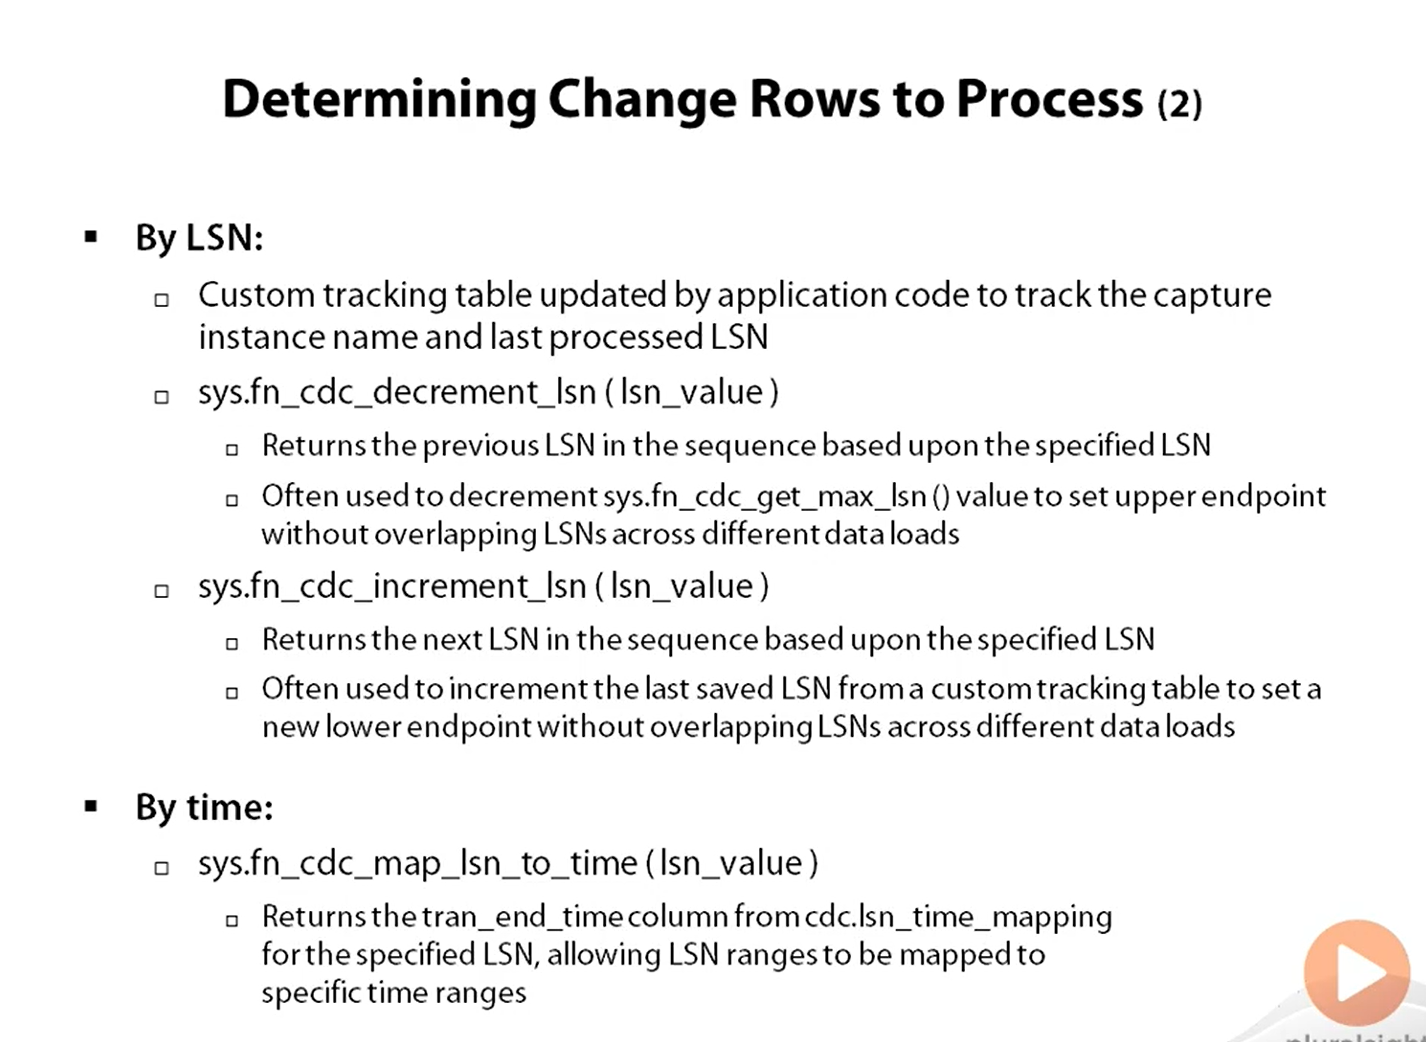 Determining Change Rows to Process (2)
By LSN:
Custom tracking table updated by application code to track the capture
instance name and last processed LSN
sys.fn_cdc_decrement_lsn ( lsn_value )
Returns the previous LSN in the sequence based upon the specified LSN
Often used to decrement sys.fn_cdc_get_max_lsn () value to set upper endpoint
without overlapping LSNs across different data loads
sys.fn_cdc_increment_lsn ( lsn_value )
Returns the next LSN in the sequence based upon the specified LSN
Often used to increment the last saved LSN from a custom tracking table to set a
new lower endpoint without overlapping LSNs across different data loads
By time:
sys.fn_cdc_map_lsn_to_time ( lsn_value )
Returns the tran_end_time column from cdc.lsn_time_mapping
for the specified LSN, allowing LSN ranges to be mapped to
specific time ranges